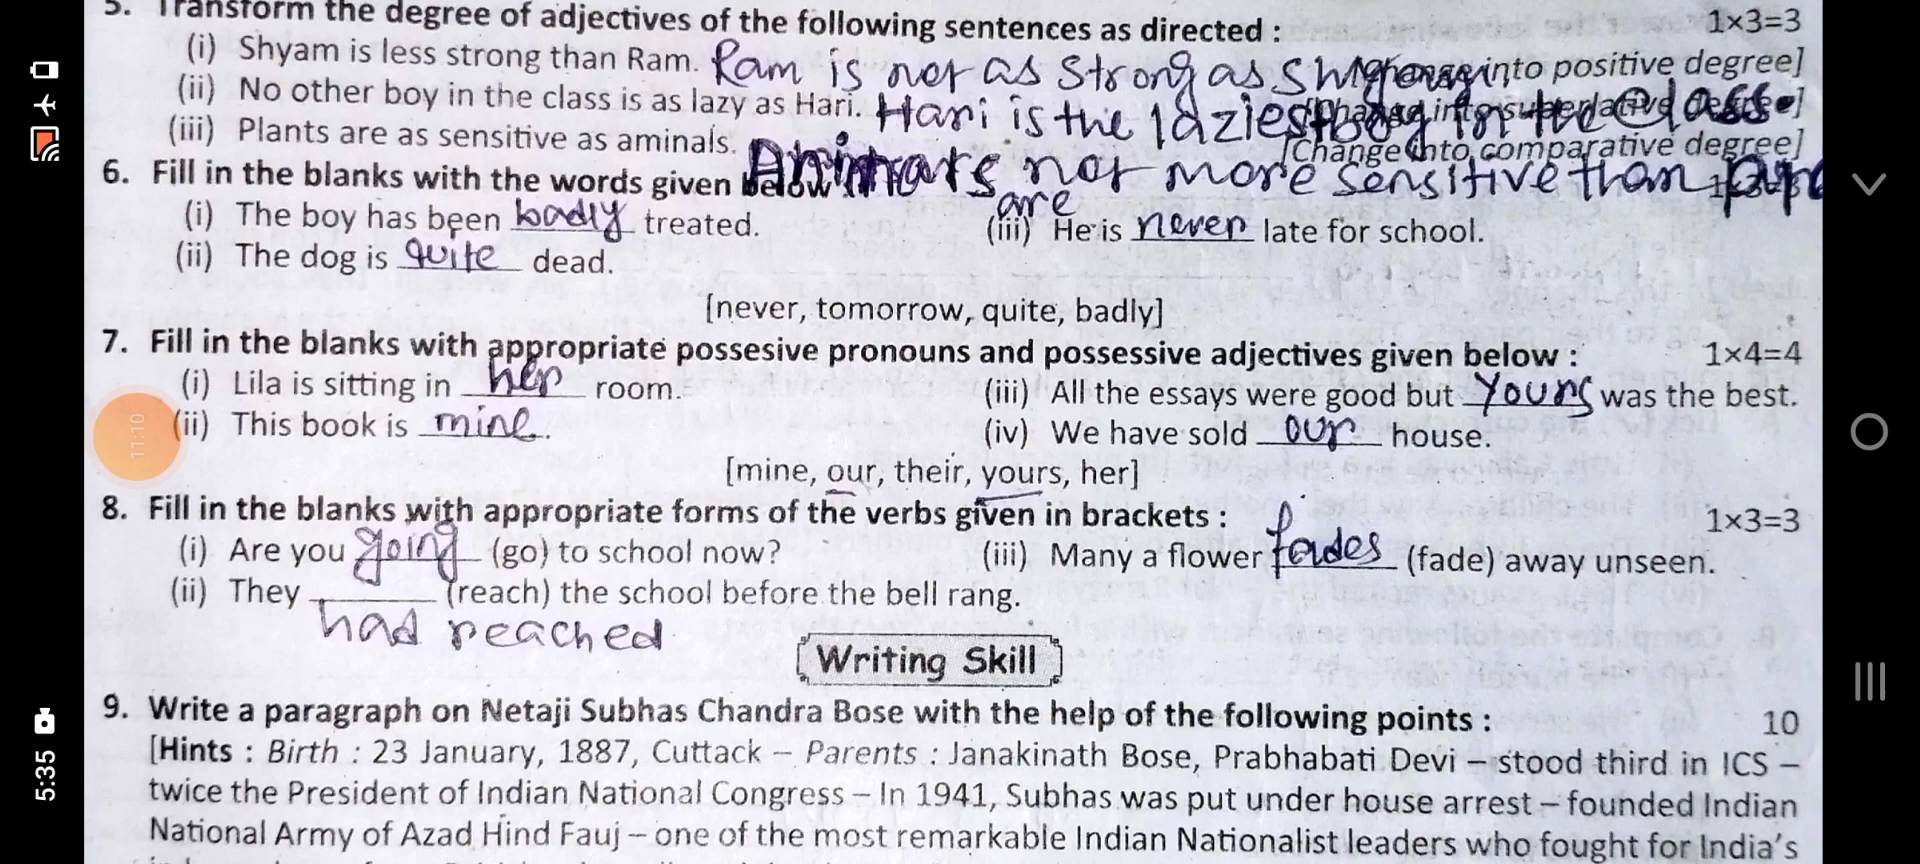 5. Transform the degree of adjectives of the following sentences as directed : 1×3=3
(i) Shyam is less strong than Ram. Ram is not as strong as into positive degree]
(ii) No other boy in the class is as lazy as Hari. Hari is the laziest boy in the class.
(iii) Plants are as sensitive as aminals. [Change into comparative degree]
Animals are not more sensitive than
6. Fill in the blanks with the words given below
(i) The boy has been badly treated. (iii) He is never late for school.
(ii) The dog is quite dead.
[never, tomorrow, quite, badly]
7. Fill in the blanks with appropriate possesive pronouns and possessive adjectives given below : 1×4=4
(i) Lila is sitting in her room. (iii) All the essays were good but yours was the best.
(ii) This book is mine. (iv) We have sold our house.
[mine, our, their, yours, her]
8. Fill in the blanks with appropriate forms of the verbs given in brackets : 1×3=3
(i) Are you going (go) to school now? (iii) Many a flower fades (fade) away unseen.
(ii) They (reach) the school before the bell rang.
had reached
Writing Skill
9. Write a paragraph on Netaji Subhas Chandra Bose with the help of the following points : 10
[Hints : Birth : 23 January, 1887, Cuttack – Parents : Janakinath Bose, Prabhabati Devi – stood third in ICS –
twice the President of Indian National Congress – In 1941, Subhas was put under house arrest – founded Indian
National Army of Azad Hind Fauj – one of the most remarkable Indian Nationalist leaders who fought for India's
11:10
5:35